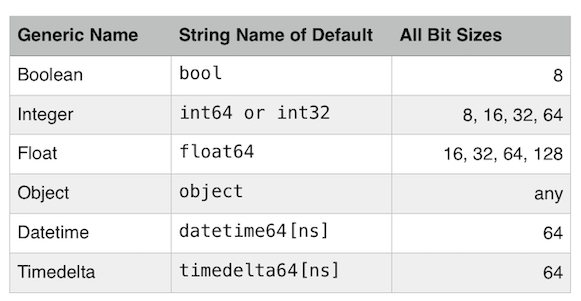 Generic Name String Name of Default All Bit Sizes
Boolean bool 8
Integer int64 or int32 8, 16, 32, 64
Float float64 16, 32, 64, 128
Object object any
Datetime datetime64[ns] 64
Timedelta timedelta64[ns] 64